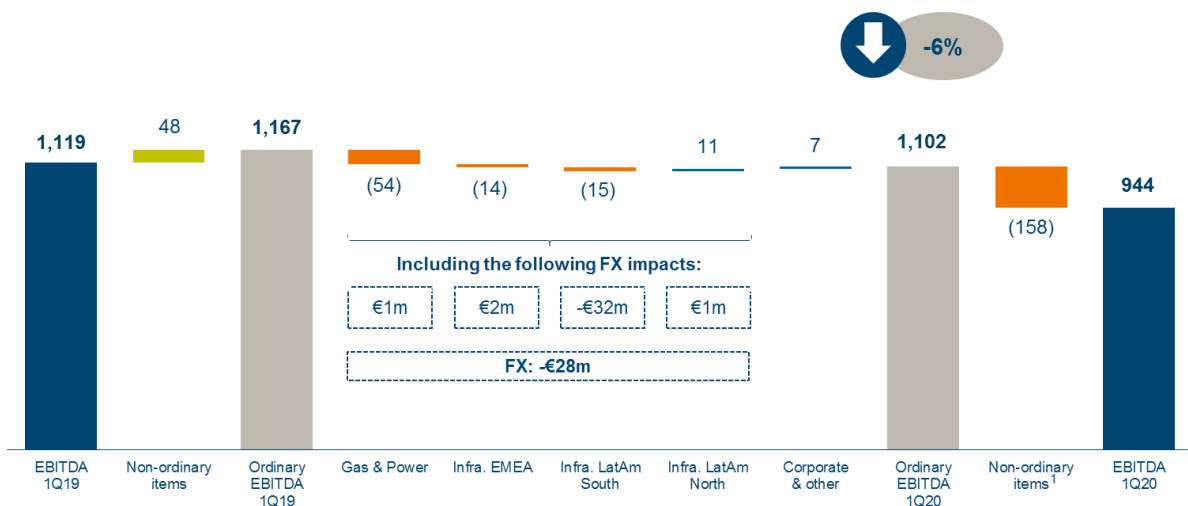 -6%
1,119
48
1,167
(54)
(14)
(15)
11
7
1,102
(158)
944
Including the following FX impacts:
€1m
€2m
-€32m
€1m
FX: -€28m
EBITDA
1Q19
Non-ordinary
items
Ordinary
EBITDA
1Q19
Gas & Power
Infra. EMEA
Infra. LatAm
South
Infra. LatAm
North
Corporate
& other
Ordinary
EBITDA
1Q20
Non-ordinary
items1
EBITDA
1Q20